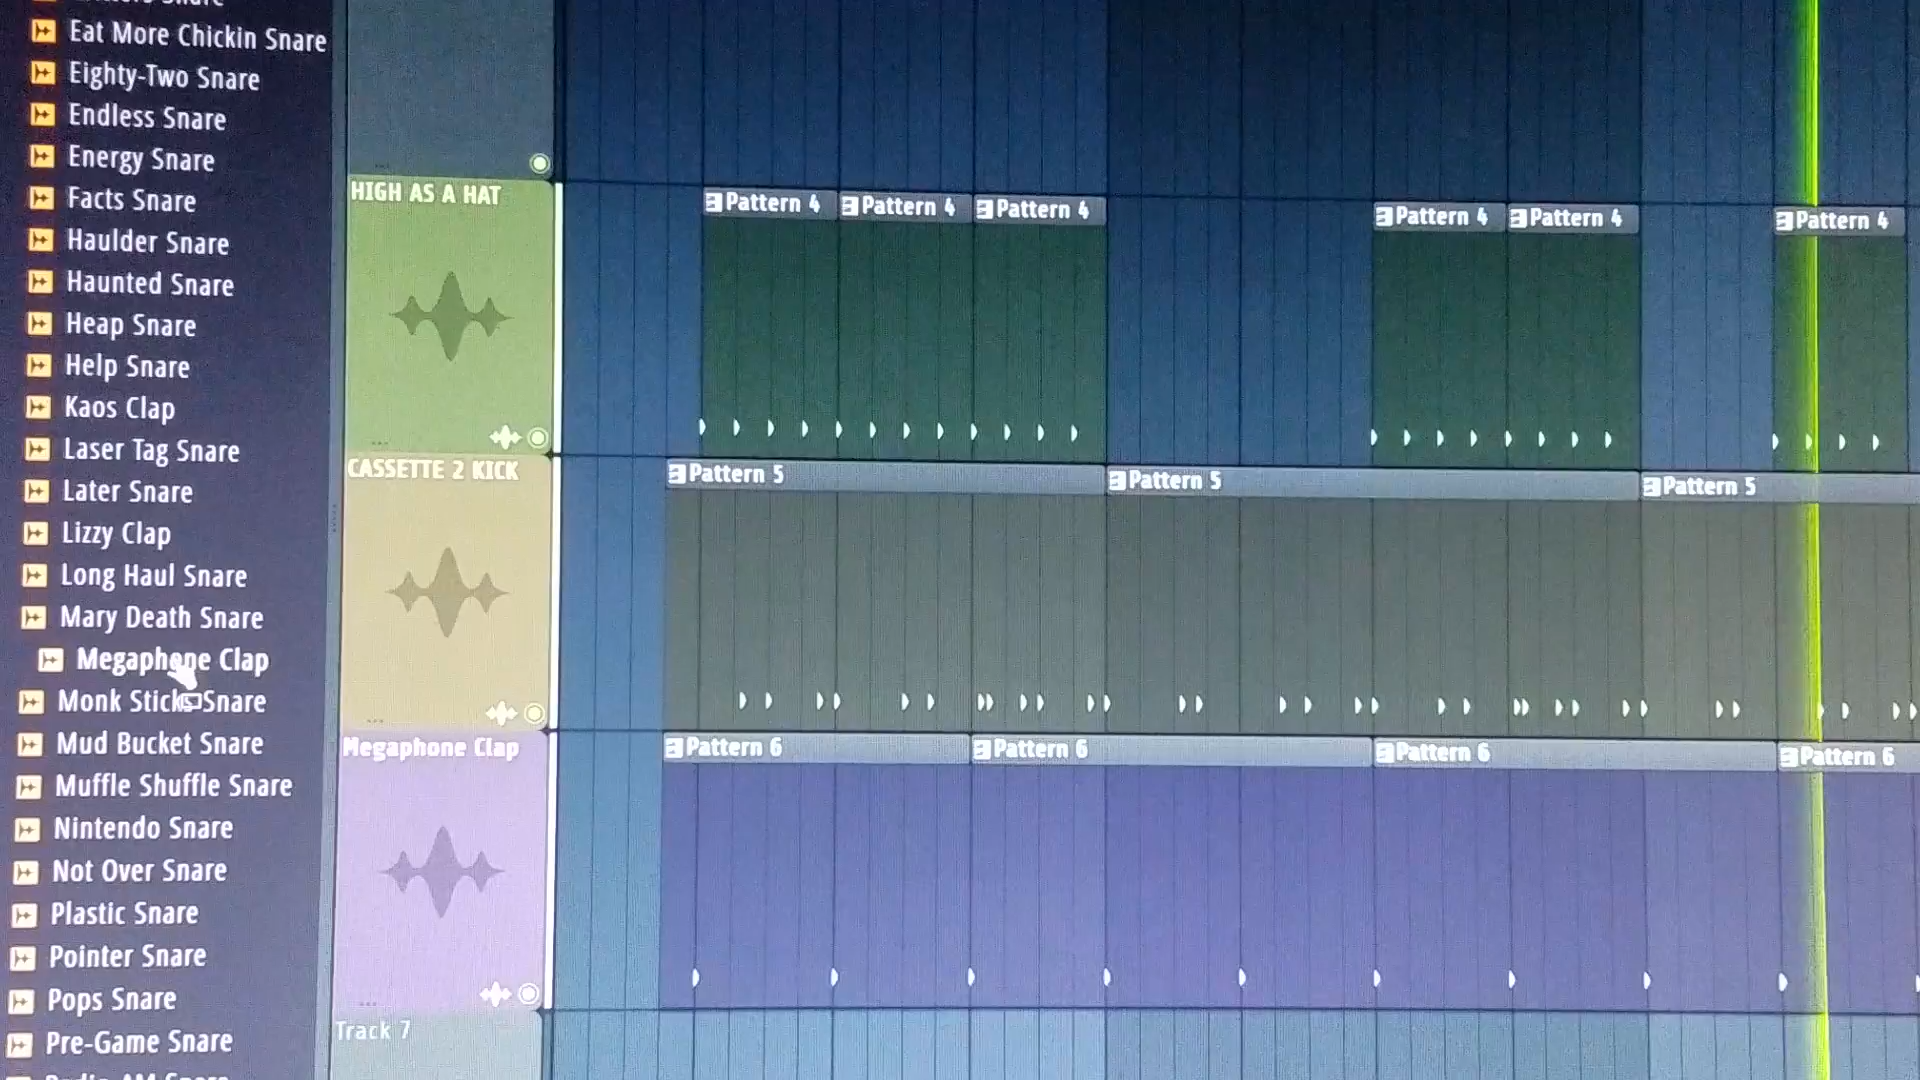 Eat More Chickin Snare
Eighty-Two Snare
Endless Snare
Energy Snare
Facts Snare
Haulder Snare
Haunted Snare
Heap Snare
Help Snare
Kaos Clap
Laser Tag Snare
Later Snare
Lizzy Clap
Long Haul Snare
Mary Death Snare
Megaphone Clap
Monk Sticks Snare
Mud Bucket Snare
Muffle Shuffle Snare
Nintendo Snare
Not Over Snare
Plastic Snare
Pointer Snare
Pops Snare
Pre-Game Snare
HIGH AS A HAT
Pattern 4
Pattern 4
Pattern 4
Pattern 4
Pattern 4
Pattern 4
CASSETTE 2 KICK
Pattern 5
Pattern 5
Pattern 5
Megaphone Clap
Pattern 6
Pattern 6
Pattern 6
Pattern 6
Track 7